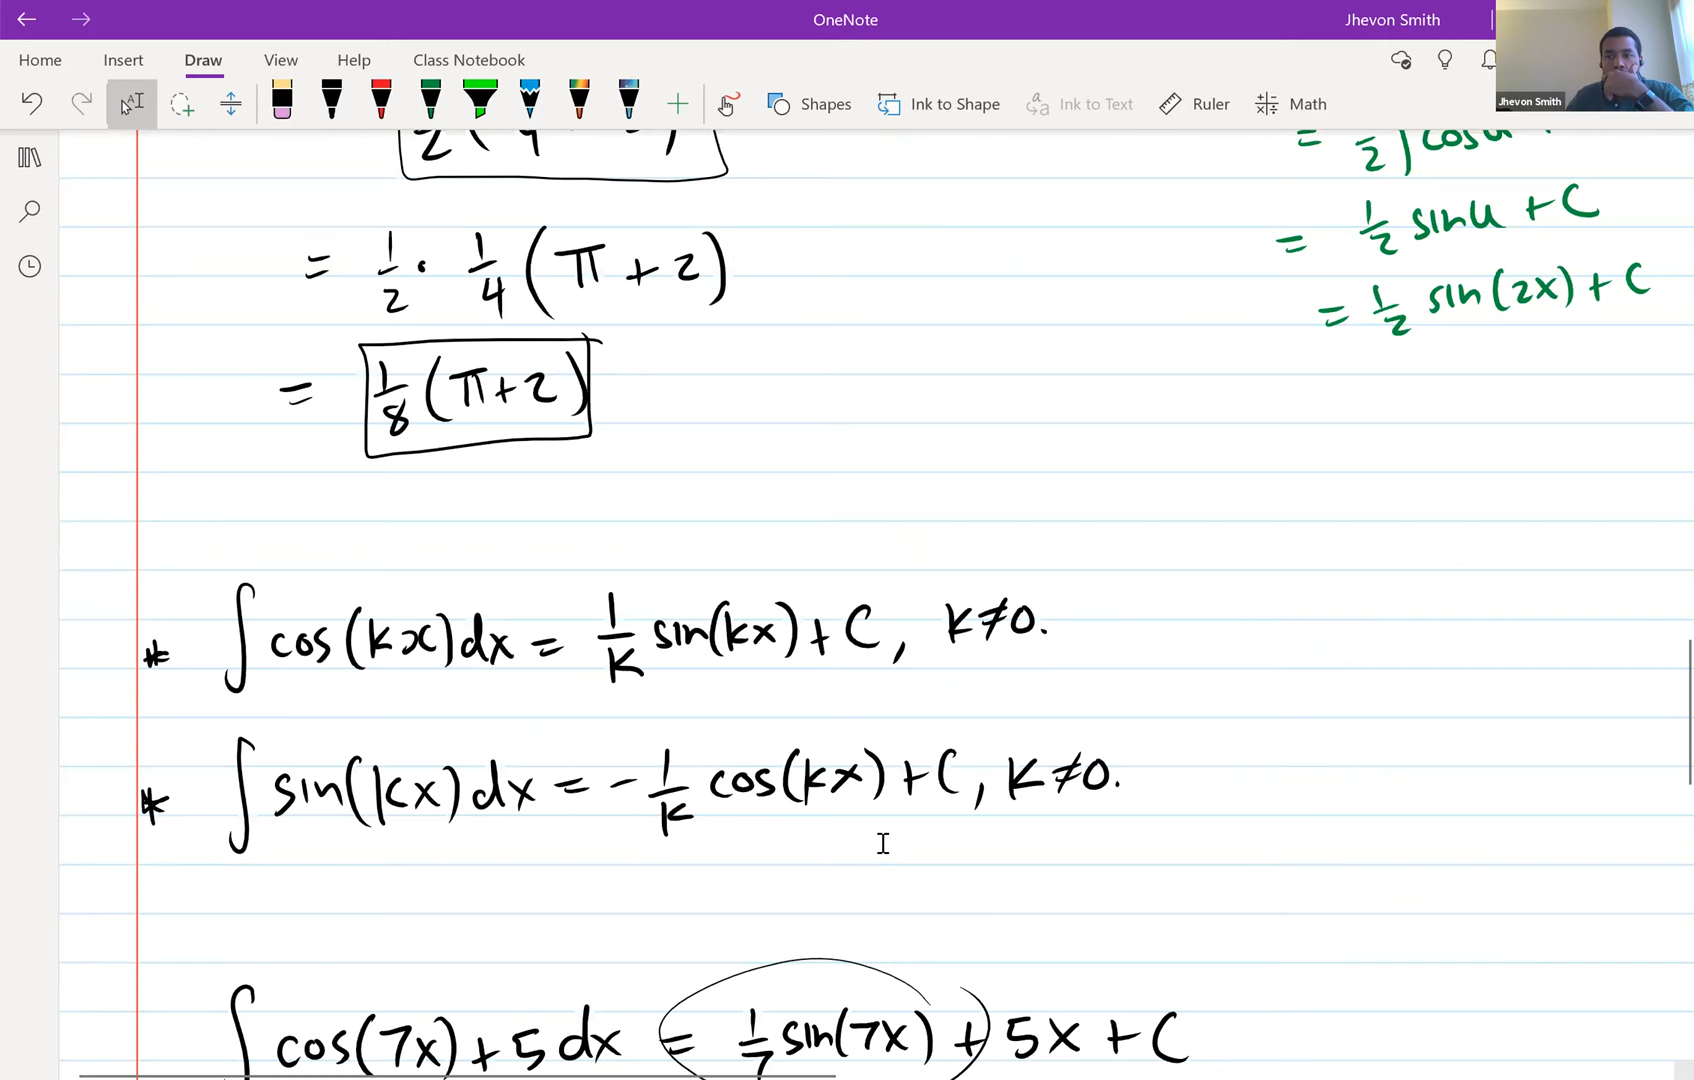 OneNote
Jhevon Smith
Home Insert Draw View Help Class Notebook
Shapes Ink to Shape Ink to Text Ruler Math
Jhevon Smith
= 1/2 ∫ cos u
= 1/2 sin u + C
= 1/2 sin(2x) + C
= 1/2 · 1/4 (π + 2)
= 1/8 (π + 2)
* ∫ cos(kx) dx = 1/k sin(kx) + C, k ≠ 0.
* ∫ sin(kx) dx = - 1/k cos(kx) + C, k ≠ 0.
∫ cos(7x) + 5 dx = 1/7 sin(7x) + 5x + C